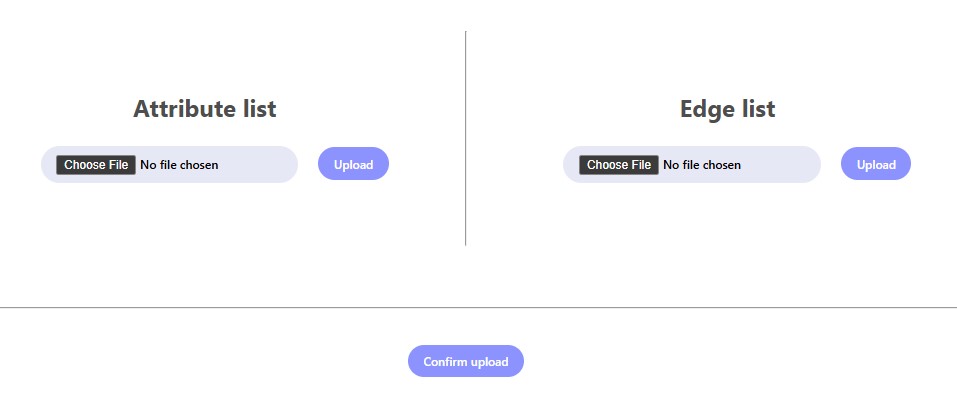 Attribute list
Choose File No file chosen Upload
Edge list
Choose File No file chosen Upload
Confirm upload